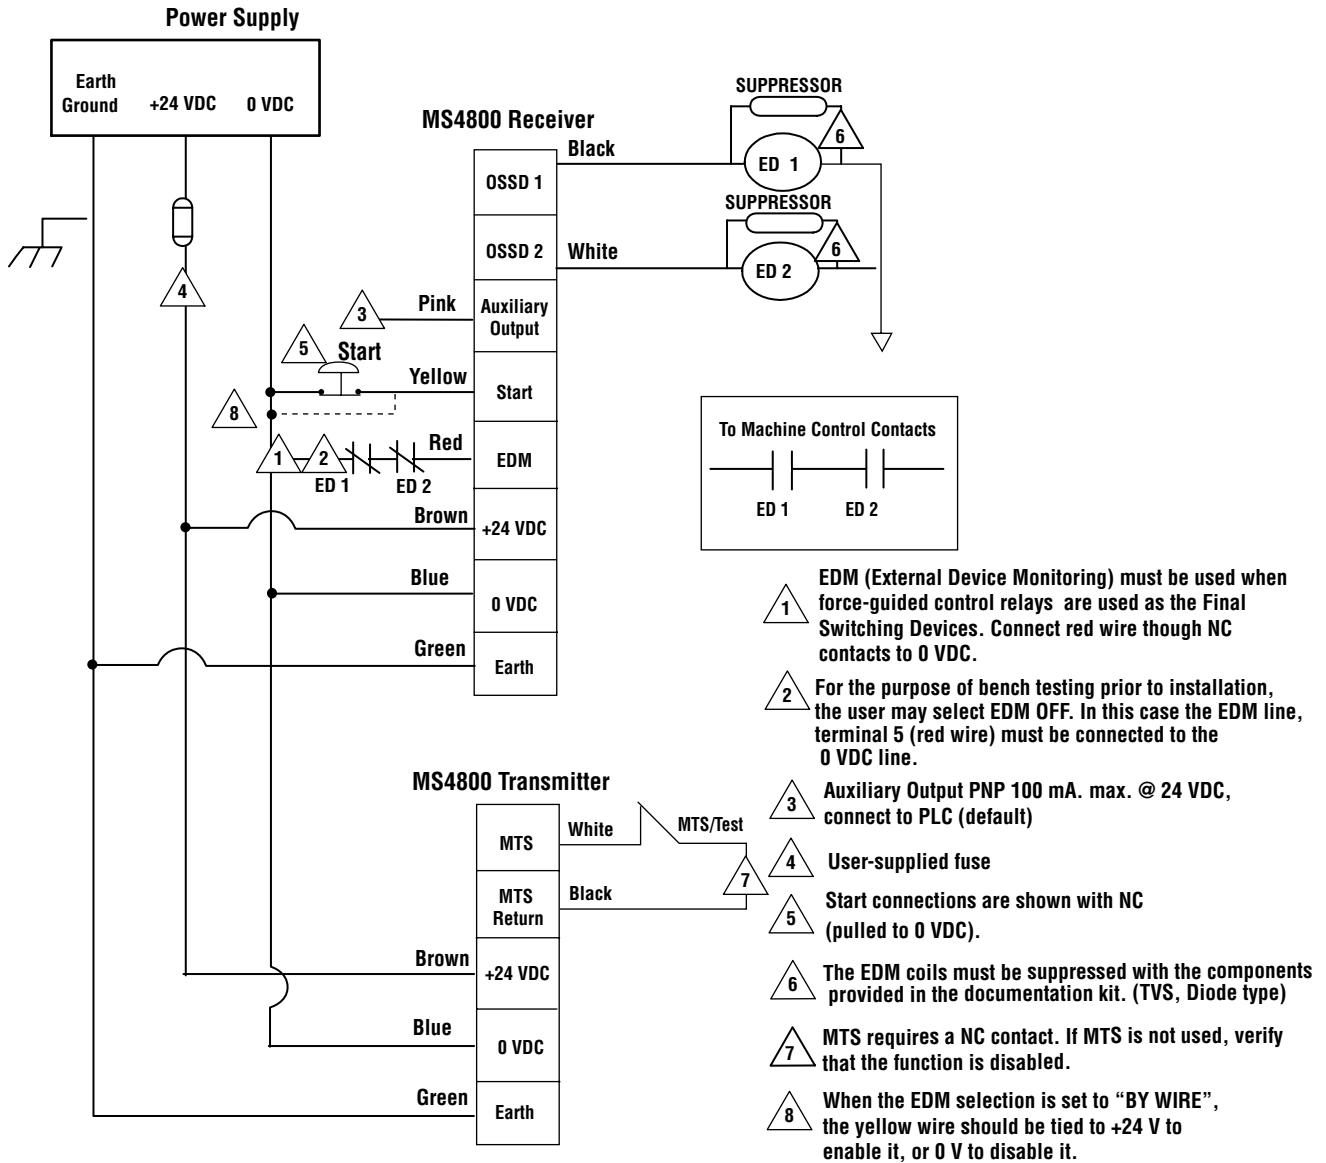 Power Supply
Earth
Ground
+24 VDC
0 VDC
MS4800 Receiver
SUPPRESSOR
6
Black
ED 1
OSSD 1
SUPPRESSOR
6
White
ED 2
OSSD 2
4
3
Pink
Auxiliary
Output
5
Start
Yellow
Start
8
To Machine Control Contacts
ED 1
ED 2
1
2
ED 1
ED 2
Red
EDM
Brown
+24 VDC
Blue
0 VDC
Green
Earth
MS4800 Transmitter
MTS
White
MTS/Test
7
MTS
Return
Black
Brown
+24 VDC
Blue
0 VDC
Green
Earth
1
EDM (External Device Monitoring) must be used when
force-guided control relays are used as the Final
Switching Devices. Connect red wire though NC
contacts to 0 VDC.
2
For the purpose of bench testing prior to installation,
the user may select EDM OFF. In this case the EDM line,
terminal 5 (red wire) must be connected to the
0 VDC line.
3
Auxiliary Output PNP 100 mA. max. @ 24 VDC,
connect to PLC (default)
4
User-supplied fuse
5
Start connections are shown with NC
(pulled to 0 VDC).
6
The EDM coils must be suppressed with the components
provided in the documentation kit. (TVS, Diode type)
7
MTS requires a NC contact. If MTS is not used, verify
that the function is disabled.
8
When the EDM selection is set to “BY WIRE”,
the yellow wire should be tied to +24 V to
enable it, or 0 V to disable it.